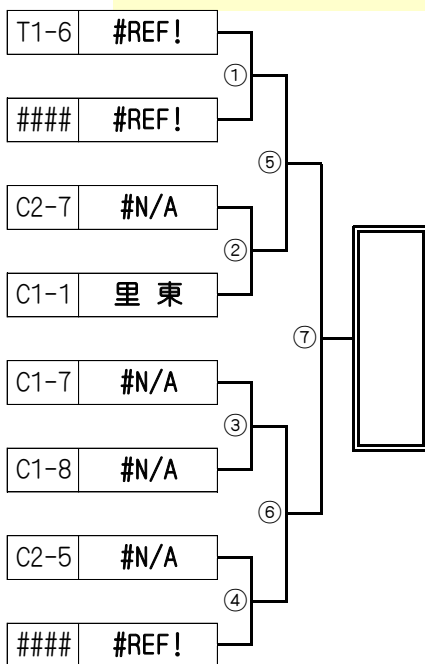 T1-6 #REF!
①
#### #REF!
⑤
C2-7 #N/A
②
C1-1 里 東
⑦
C1-7 #N/A
③
C1-8 #N/A
⑥
C2-5 #N/A
④
#### #REF!